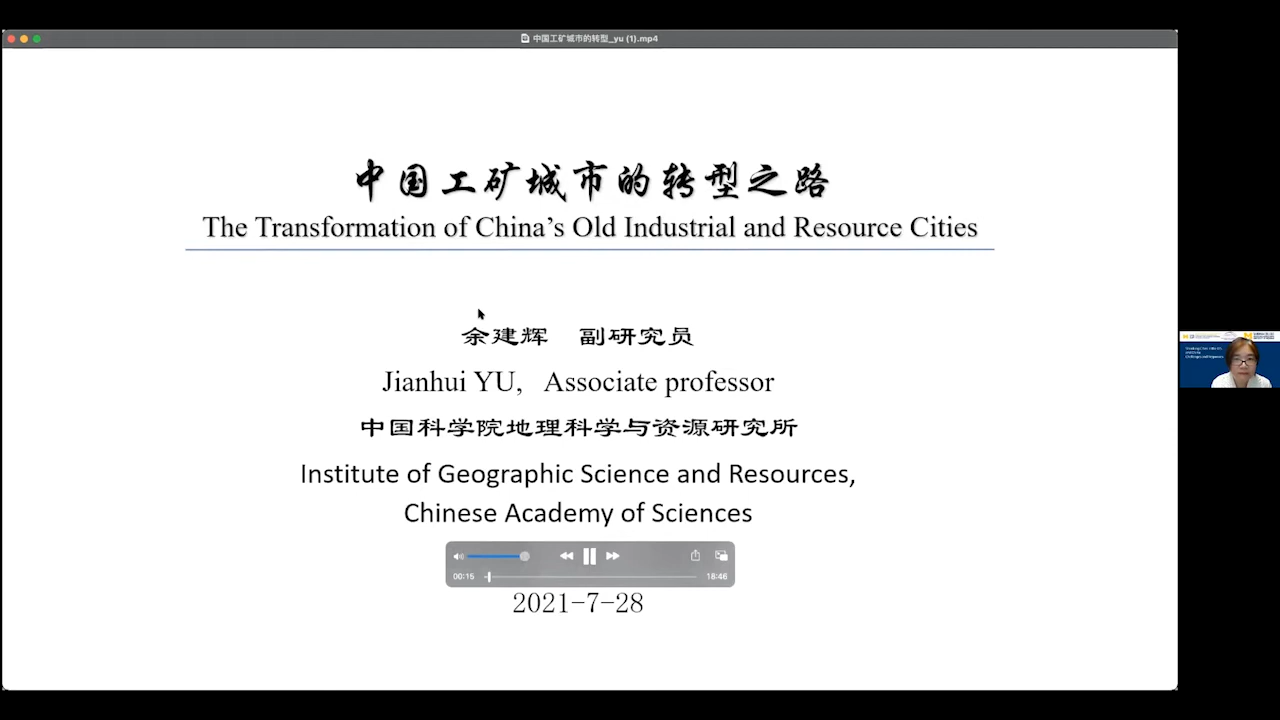 中国工矿城市的转型_yu (1).mp4
中国工矿城市的转型之路
The Transformation of China's Old Industrial and Resource Cities
余建辉 副研究员
Jianhui YU, Associate professor
中国科学院地理科学与资源研究所
Institute of Geographic Science and Resources,
Chinese Academy of Sciences
00:15
18:46
2021-7-28